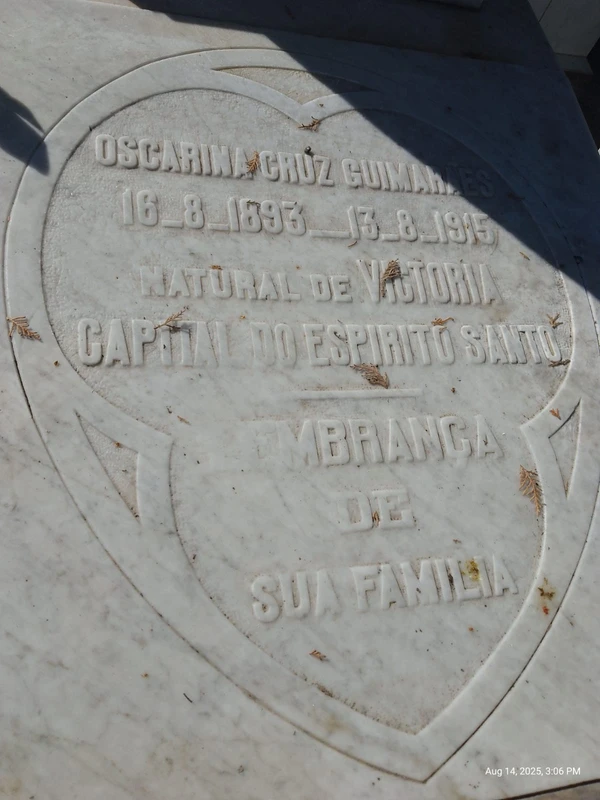 OSCARINA CRUZ GUIMARAES
16_8_1893__13_8_1915
NATURAL DE VICTORIA
CAPITAL DO ESPIRITO SANTO
LEMBRANÇA
DE
SUA FAMILIA
Aug 14, 2025, 3:06 PM